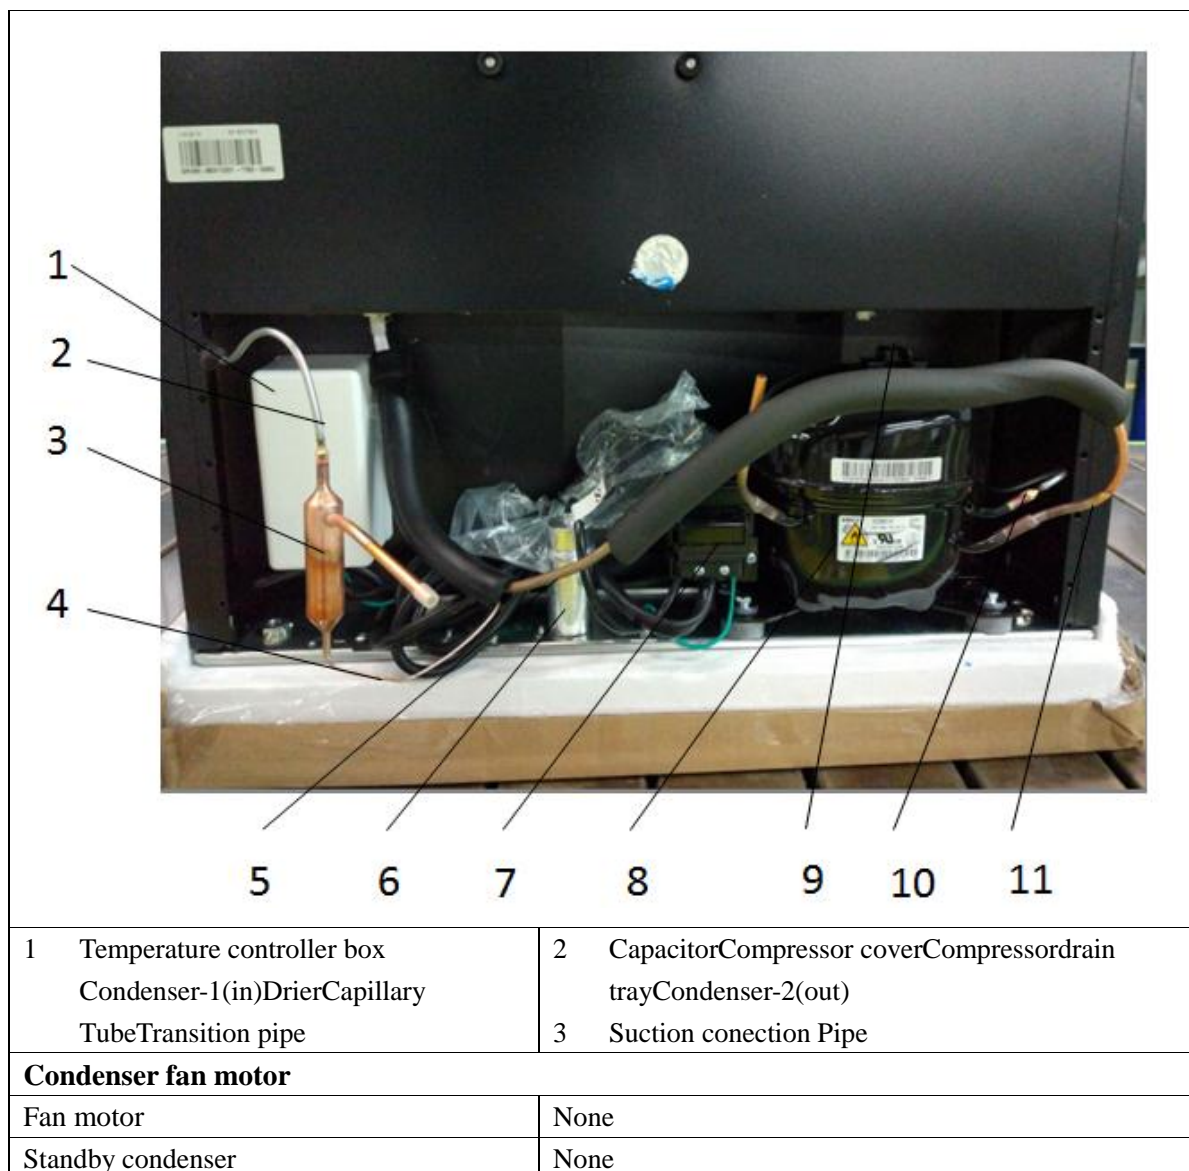 1
2
3
4
5
6
7
8
9
10
11
1 Temperature controller box
Condenser-1(in)DrierCapillary
TubeTransition pipe
2 CapacitorCompressor coverCompressordrain
trayCondenser-2(out)
3 Suction conection Pipe
Condenser fan motor
Fan motor
None
Standby condenser
None